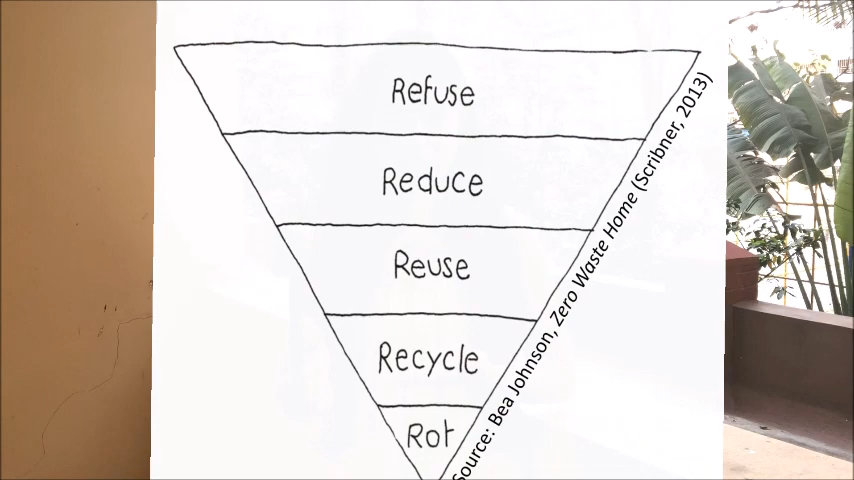 Refuse
Reduce
Reuse
Recycle
Rot
Source: Bea Johnson, Zero Waste Home (Scribner, 2013)